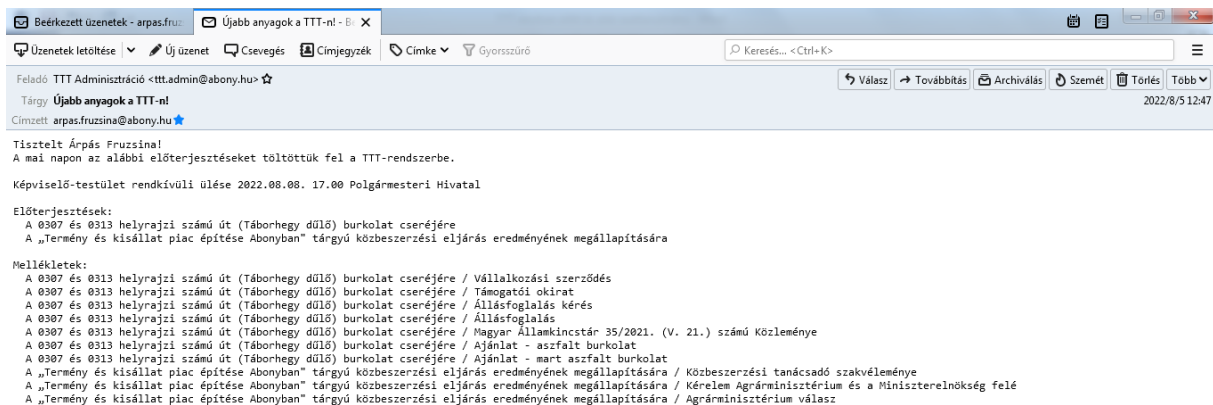 Beérkezett üzenetek - arpas.fru
Újabb anyagok a TTT-n! - Be
Üzenetek letöltése Új üzenet Csevegés Címjegyzék Címke Gyorsszűrő Keresés... <Ctrl+K>
Feladó TTT Adminisztráció <ttt.admin@abony.hu> Válasz Továbbítás Archiválás Szemét Törlés Több
Tárgy Újabb anyagok a TTT-n! 2022/8/5 12:47
Címzett arpas.fruzsina@abony.hu
Tisztelt Árpás Fruzsina!
A mai napon az alábbi előterjesztéseket töltöttük fel a TTT-rendszerbe.
Képviselő-testület rendkívüli ülése 2022.08.08. 17.00 Polgármesteri Hivatal
Előterjesztések:
A 0307 és 0313 helyrajzi számú út (Táborhegy dűlő) burkolat cseréjére
A „Termény és kisállat piac építése Abonyban" tárgyú közbeszerzési eljárás eredményének megállapítására
Mellékletek:
A 0307 és 0313 helyrajzi számú út (Táborhegy dűlő) burkolat cseréjére / Vállalkozási szerződés
A 0307 és 0313 helyrajzi számú út (Táborhegy dűlő) burkolat cseréjére / Támogatói okirat
A 0307 és 0313 helyrajzi számú út (Táborhegy dűlő) burkolat cseréjére / Állásfoglalás kérés
A 0307 és 0313 helyrajzi számú út (Táborhegy dűlő) burkolat cseréjére / Állásfoglalás
A 0307 és 0313 helyrajzi számú út (Táborhegy dűlő) burkolat cseréjére / Magyar Államkincstár 35/2021. (V. 21.) számú Közleménye
A 0307 és 0313 helyrajzi számú út (Táborhegy dűlő) burkolat cseréjére / Ajánlat - aszfalt burkolat
A 0307 és 0313 helyrajzi számú út (Táborhegy dűlő) burkolat cseréjére / Ajánlat - mart aszfalt burkolat
A „Termény és kisállat piac építése Abonyban" tárgyú közbeszerzési eljárás eredményének megállapítására / Közbeszerzési tanácsadó szakvéleménye
A „Termény és kisállat piac építése Abonyban" tárgyú közbeszerzési eljárás eredményének megállapítására / Kérelem Agrárminisztérium és a Miniszterelnökség felé
A „Termény és kisállat piac építése Abonyban" tárgyú közbeszerzési eljárás eredményének megállapítására / Agrárminisztérium válasz